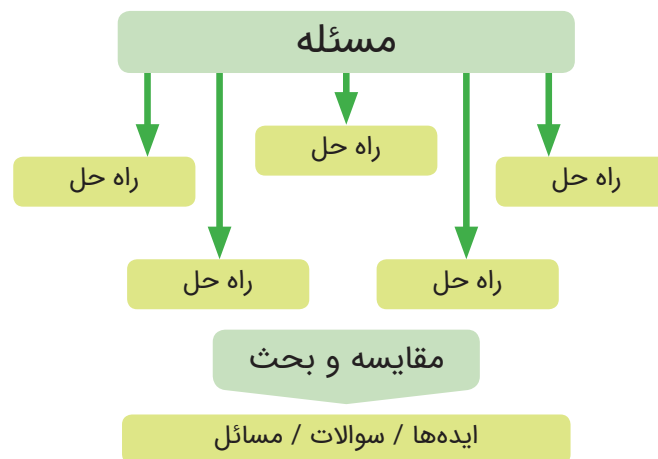 مسئله
راه حل
راه حل
راه حل
راه حل
راه حل
مقایسه و بحث
ایده‌ها / سوالات / مسائل